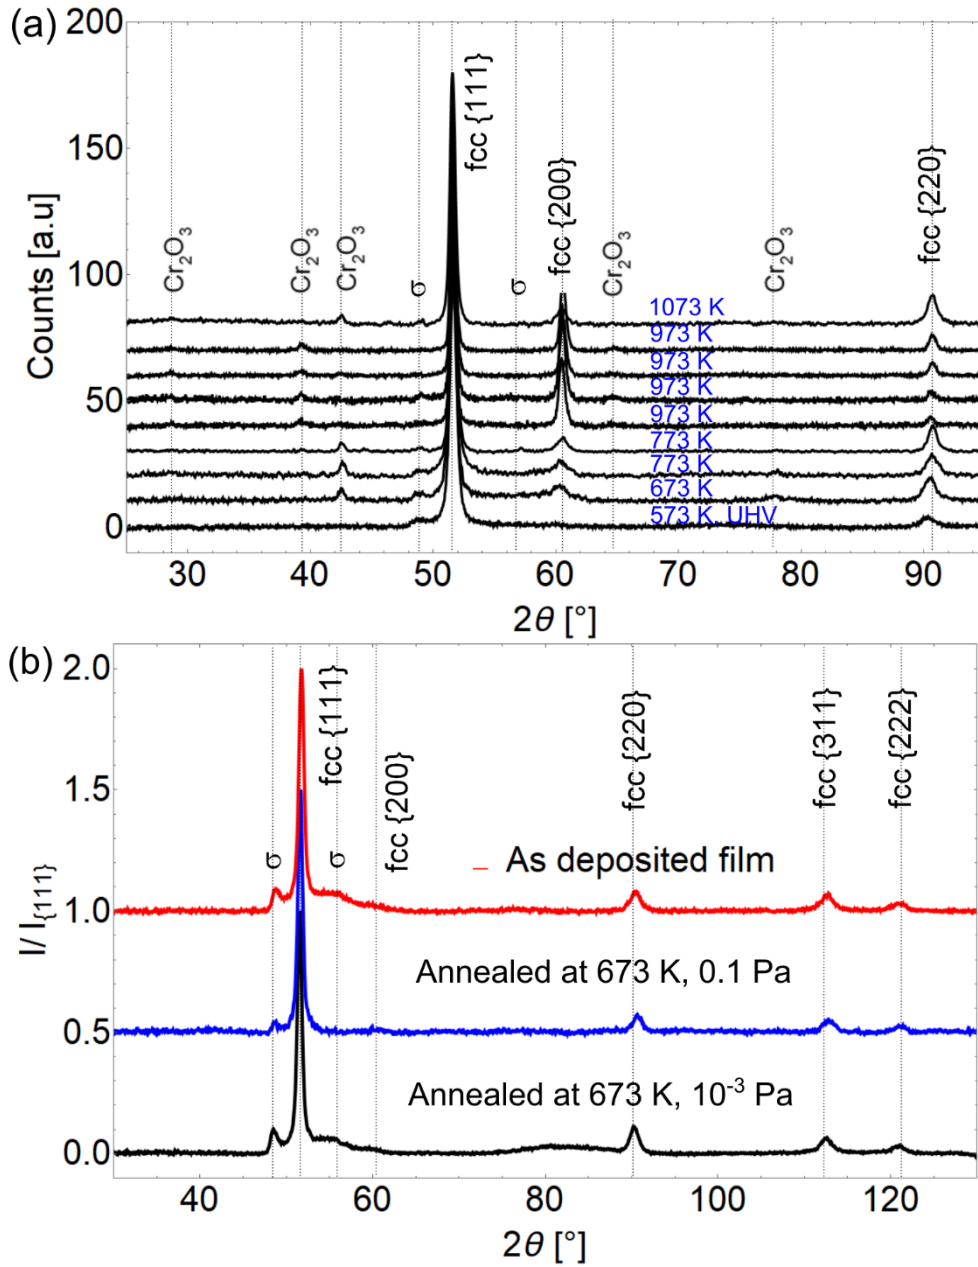 (a)
200
150
100
50
0
Counts [a.u]
Cr₂O₃
Cr₂O₃
Cr₂O₃
σ
fcc {111}
σ
fcc {200}
Cr₂O₃
Cr₂O₃
fcc {220}
1073 K
973 K
973 K
973 K
973 K
773 K
773 K
673 K
573 K, UHV
30 40 50 60 70 80 90
2θ [°]
(b)
2.0
1.5
1.0
0.5
0.0
I/ I{111}
σ
fcc {111}
σ
fcc {200}
fcc {220}
fcc {311}
fcc {222}
As deposited film
Annealed at 673 K, 0.1 Pa
Annealed at 673 K, 10⁻³ Pa
40 60 80 100 120
2θ [°]